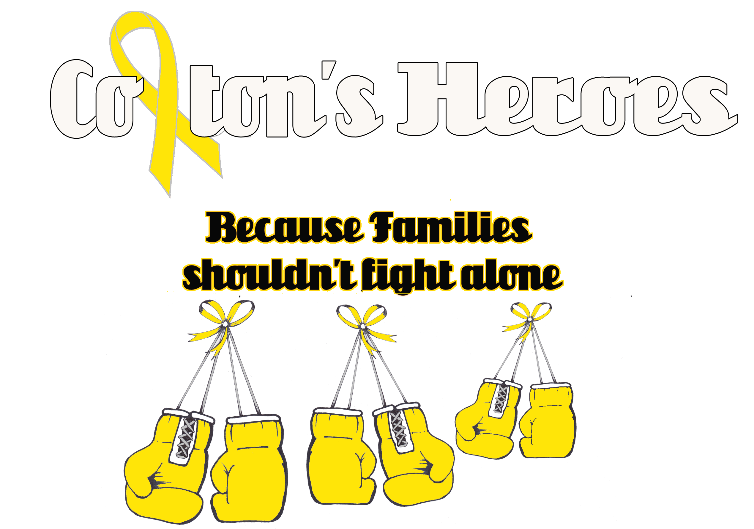 Colton's Heroes
Because Families
shouldn't fight alone